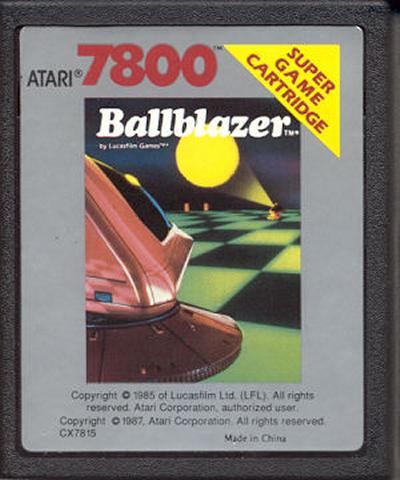 ATARI® 7800™
SUPER
GAME
CARTRIDGE
Ballblazer™*
by Lucasfilm Games™*
Copyright © 1985 of Lucasfilm Ltd. (LFL). All rights
reserved. Atari Corporation, authorized user.
Copyright © 1987, Atari Corporation. All rights reserved.
CX7815
Made in China